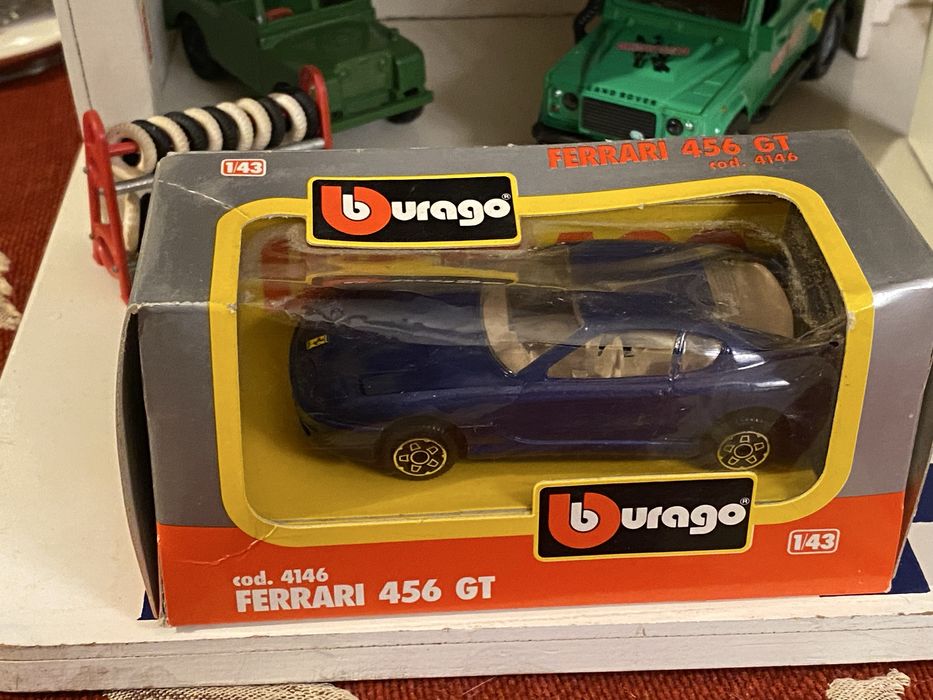 LAND ROVER
1/43
FERRARI 456 GT
cod. 4146
burago®
burago®
1/43
cod. 4146
FERRARI 456 GT